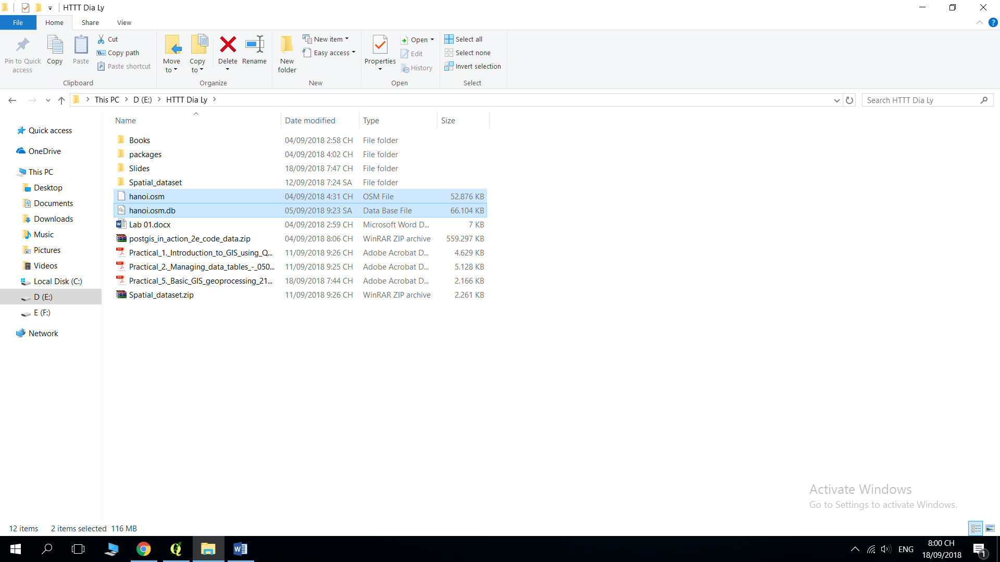 HTTT Dia Ly
File Home Share View
Pin to Quick access
Copy
Paste
Cut
Copy path
Paste shortcut
Clipboard
Move to
Copy to
Delete
Rename
Organize
New folder
New item
Easy access
New
Properties
Open
Edit
History
Open
Select all
Select none
Invert selection
Select
This PC D (E:) HTTT Dia Ly
Search HTTT Dia Ly
Quick access
OneDrive
This PC
Desktop
Documents
Downloads
Music
Pictures
Videos
Local Disk (C:)
D (E:)
E (F:)
Network
Name Date modified Type Size
Books 04/09/2018 2:58 CH File folder
packages 04/09/2018 4:02 CH File folder
Slides 18/09/2018 7:47 CH File folder
Spatial_dataset 12/09/2018 7:24 SA File folder
hanoi.osm 04/09/2018 4:31 CH OSM File 52.876 KB
hanoi.osm.db 05/09/2018 9:23 SA Data Base File 66.104 KB
Lab 01.docx 04/09/2018 2:59 CH Microsoft Word D... 7 KB
postgis_in_action_2e_code_data.zip 04/09/2018 8:06 CH WinRAR ZIP archive 559.297 KB
Practical_1._Introduction_to_GIS_using_Q... 11/09/2018 9:26 CH Adobe Acrobat D... 4.629 KB
Practical_2._Managing_data_tables_-_050... 11/09/2018 9:25 CH Adobe Acrobat D... 5.128 KB
Practical_5._Basic_GIS_geoprocessing_21... 18/09/2018 7:44 CH Adobe Acrobat D... 2.166 KB
Spatial_dataset.zip 11/09/2018 9:26 CH WinRAR ZIP archive 2.261 KB
Activate Windows
Go to Settings to activate Windows.
12 items 2 items selected 116 MB
ENG
8:00 CH
18/09/2018
1